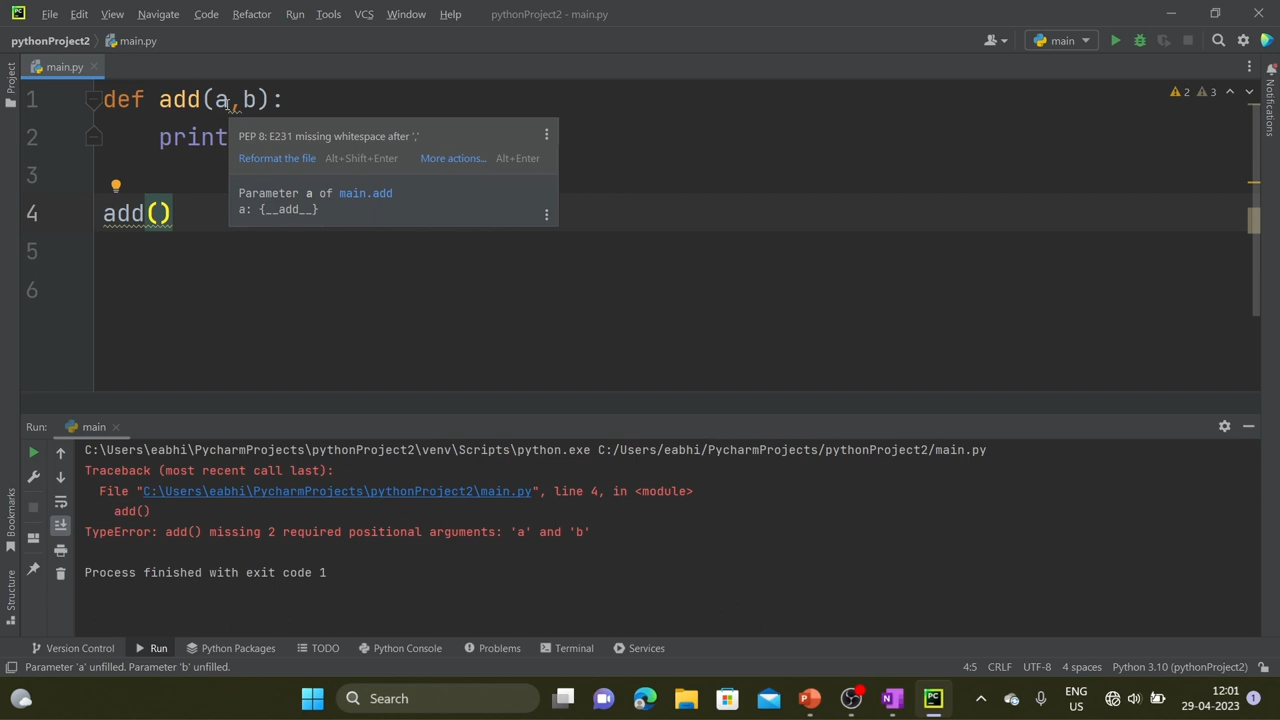 File Edit View Navigate Code Refactor Run Tools VCS Window Help pythonProject2 - main.py
pythonProject2 main.py main
main.py
1 def add(a,b): 2 3
2 print
3
4 add()
5
6
PEP 8: E231 missing whitespace after ','
Reformat the file Alt+Shift+Enter More actions... Alt+Enter
Parameter a of main.add
a: {__add__}
Project
Notifications
Bookmarks
Structure
Run: main
C:\Users\eabhi\PycharmProjects\pythonProject2\venv\Scripts\python.exe C:/Users/eabhi/PycharmProjects/pythonProject2/main.py
Traceback (most recent call last):
File "C:\Users\eabhi\PycharmProjects\pythonProject2\main.py", line 4, in <module>
add()
TypeError: add() missing 2 required positional arguments: 'a' and 'b'
Process finished with exit code 1
Version Control Run Python Packages TODO Python Console Problems Terminal Services
Parameter 'a' unfilled. Parameter 'b' unfilled. 4:5 CRLF UTF-8 4 spaces Python 3.10 (pythonProject2)
Search ENG US 12:01 29-04-2023 1